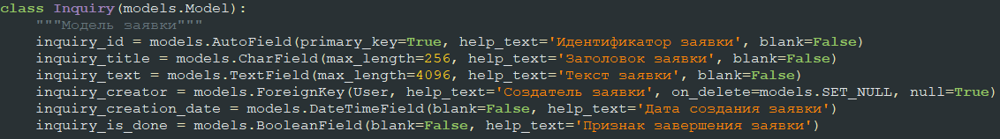 class Inquiry(models.Model):
    """Модель заявки"""
    inquiry_id = models.AutoField(primary_key=True, help_text='Идентификатор заявки', blank=False)
    inquiry_title = models.CharField(max_length=256, help_text='Заголовок заявки', blank=False)
    inquiry_text = models.TextField(max_length=4096, help_text='Текст заявки', blank=False)
    inquiry_creator = models.ForeignKey(User, help_text='Создатель заявки', on_delete=models.SET_NULL, null=True)
    inquiry_creation_date = models.DateTimeField(blank=False, help_text='Дата создания заявки')
    inquiry_is_done = models.BooleanField(blank=False, help_text='Признак завершения заявки')